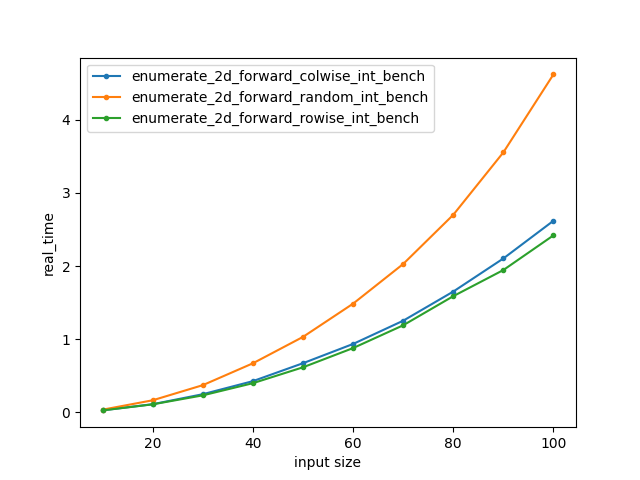 enumerate_2d_forward_colwise_int_bench
enumerate_2d_forward_random_int_bench
enumerate_2d_forward_rowise_int_bench
4
3
2
1
0
real_time
20 40 60 80 100
input size